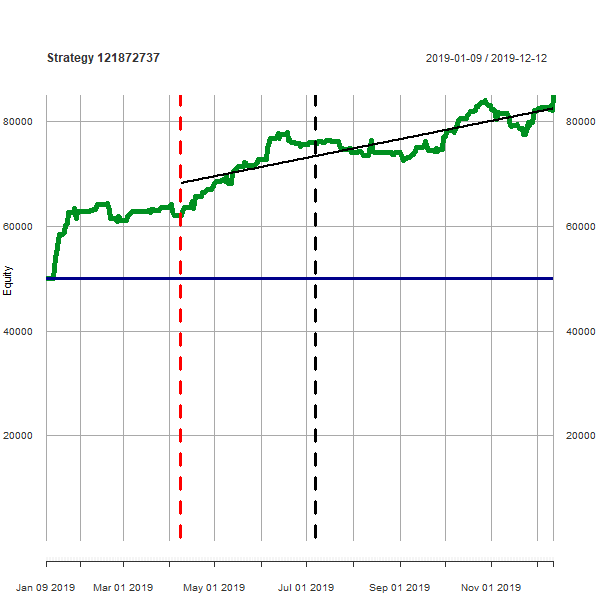 Strategy 121872737
2019-01-09 / 2019-12-12
80000 80000
60000 60000
Equity
40000 40000
20000 20000
Jan 09 2019 Mar 01 2019 May 01 2019 Jul 01 2019 Sep 01 2019 Nov 01 2019